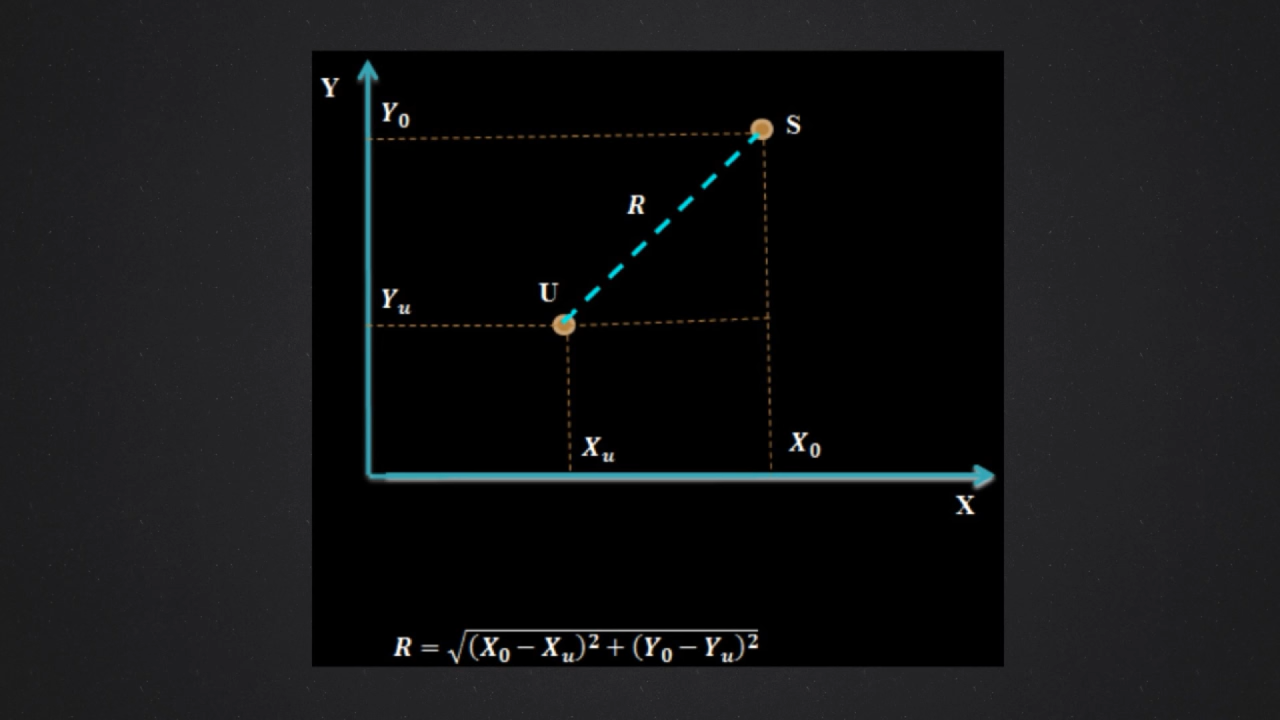 Y
Y₀
S
R
U
Yᵤ
Xᵤ
X₀
X
R = √(X₀ − Xᵤ)² + (Y₀ − Yᵤ)²